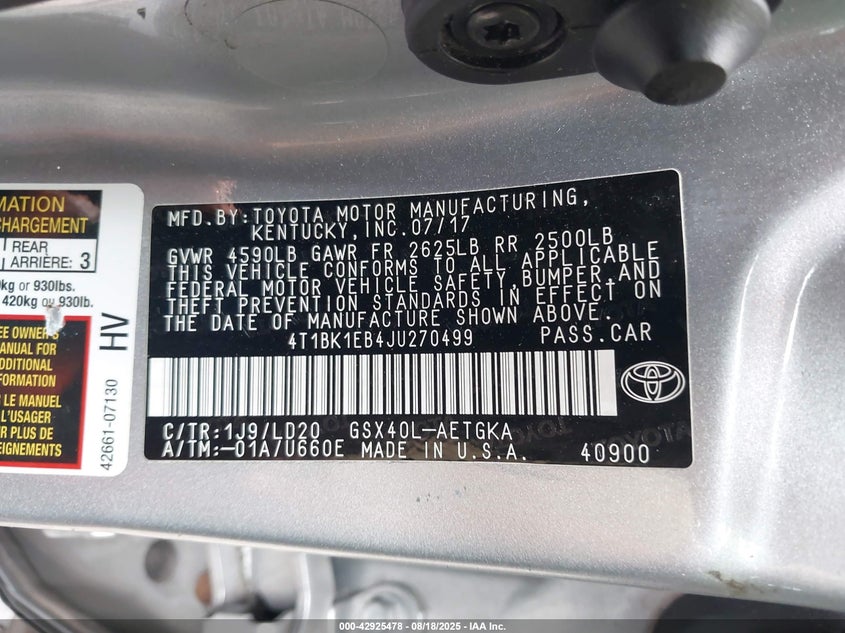 MATION
CHARGEMENT
REAR
ARRIÈRE: 3
kg or 930lbs.
420kg ou 930lb.
EE OWNER'S
MANUAL FOR
ADDITIONAL
FORMATION
R LE MANUEL
L'USAGER
R PLUS DE
EIGNEMENTS
HV
42661-07130
MFD.BY:TOYOTA MOTOR MANUFACTURING,
KENTUCKY,INC.07/17
GVWR 4590LB GAWR FR 2625LB RR 2500LB
THIS VEHICLE CONFORMS TO ALL APPLICABLE
FEDERAL MOTOR VEHICLE SAFETY,BUMPER,AND
THEFT PREVENTION STANDARDS IN EFFECT ON
THE DATE OF MANUFACTURE SHOWN ABOVE.
4T1BK1EB4JU270499 PASS.CAR
C/TR:1J9/LD20 GSX40L-AETGKA
A/TM:-01A/U660E MADE IN U.S.A. 40900
000-42925478 - 08/18/2025 - IAA Inc.